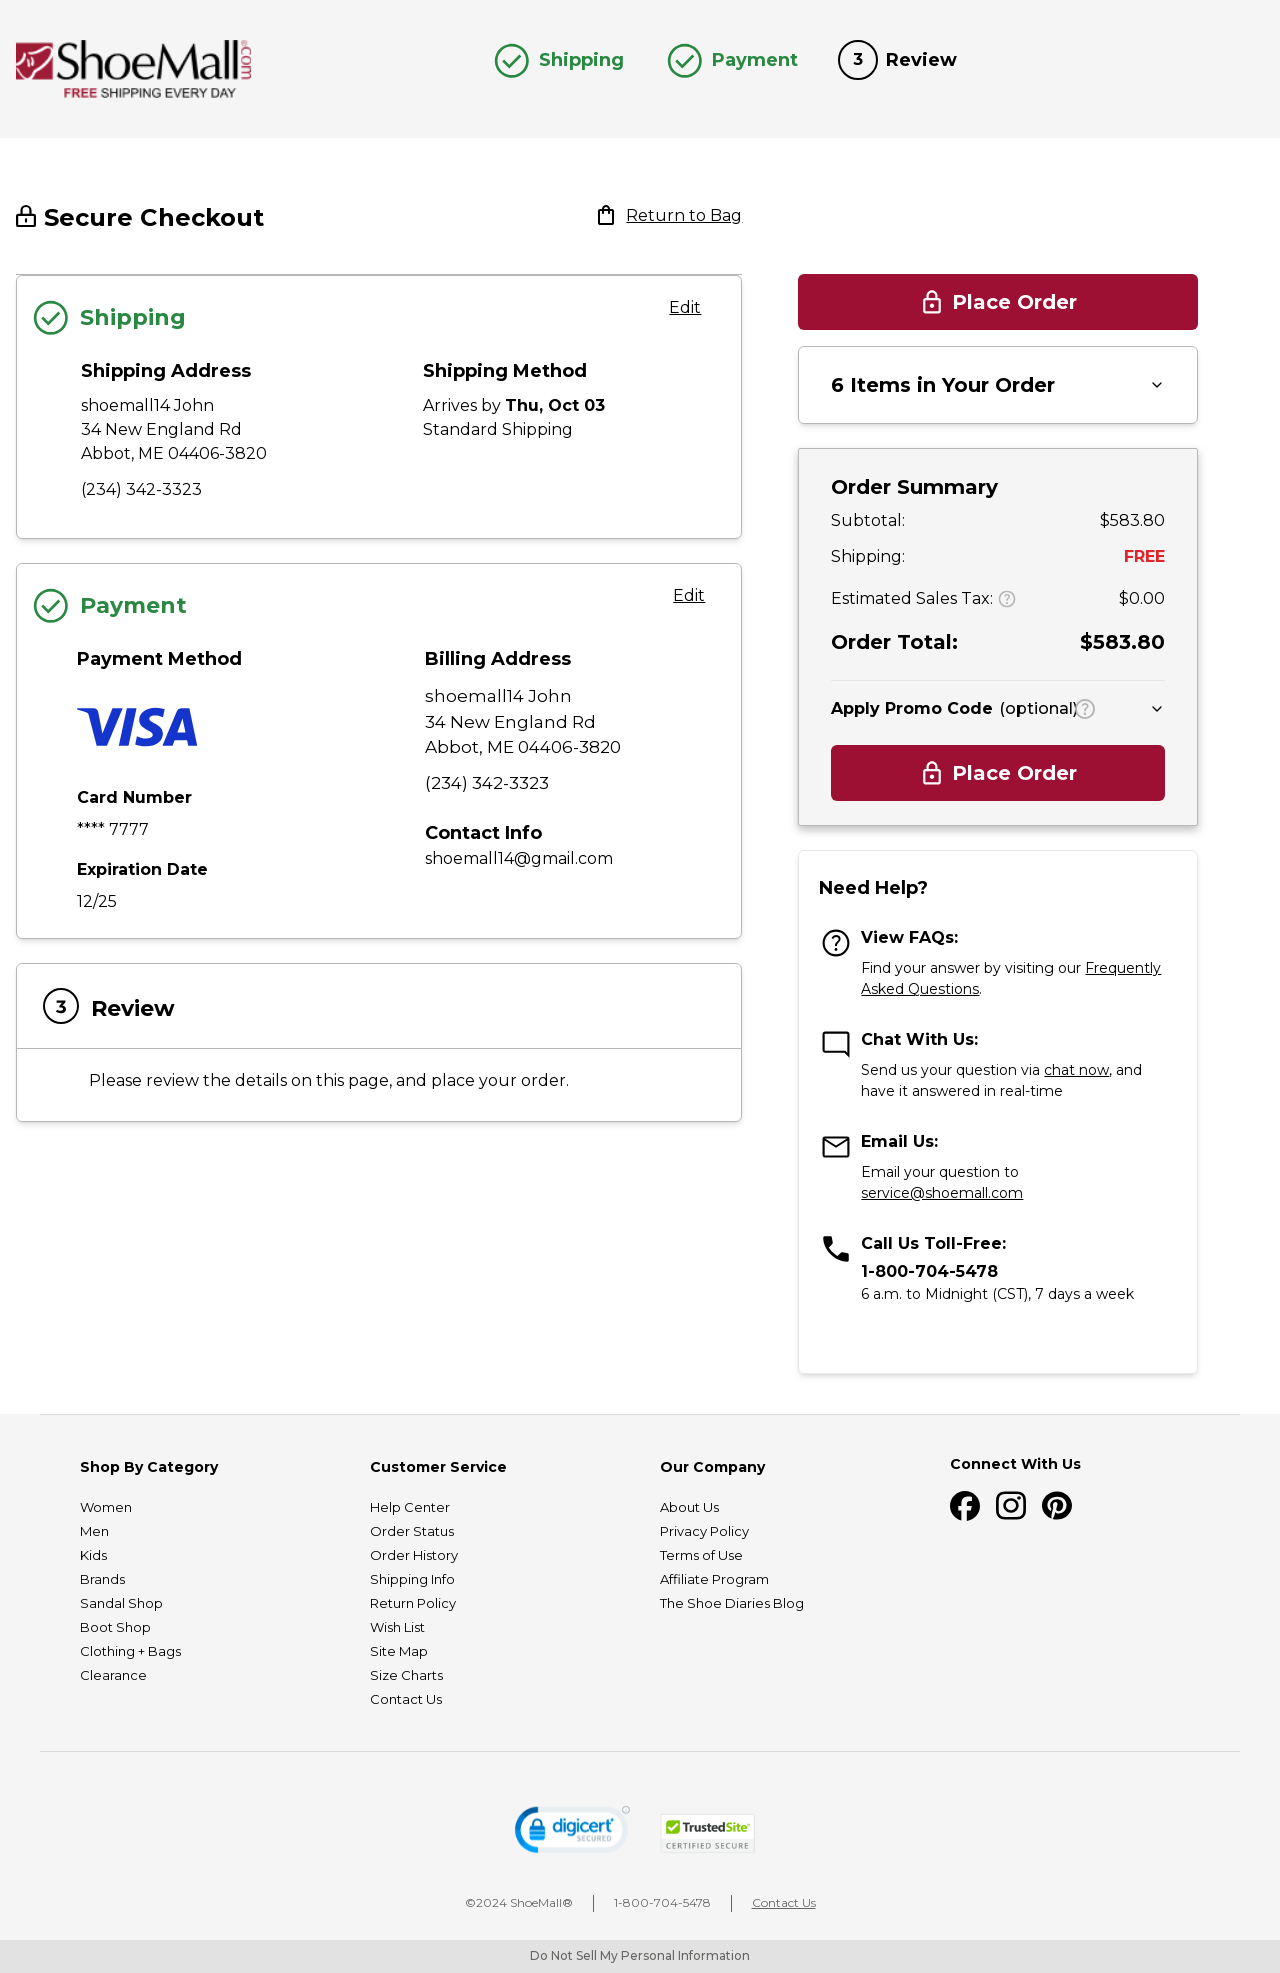 ShoeMall.com
FREE SHIPPING EVERY DAY
Shipping
Payment
3 Review
Secure Checkout
Return to Bag
Shipping
Edit
Shipping Address
shoemall14 John
34 New England Rd
Abbot, ME 04406-3820
(234) 342-3323
Shipping Method
Arrives by Thu, Oct 03
Standard Shipping
Payment
Edit
Payment Method
VISA
Card Number
**** 7777
Expiration Date
12/25
Billing Address
shoemall14 John
34 New England Rd
Abbot, ME 04406-3820
(234) 342-3323
Contact Info
shoemall14@gmail.com
3 Review
Please review the details on this page, and place your order.
Place Order
6 Items in Your Order
Order Summary
Subtotal: $583.80
Shipping: FREE
Estimated Sales Tax: ? $0.00
Order Total: $583.80
Apply Promo Code (optional) ?
Place Order
Need Help?
? View FAQs:
Find your answer by visiting our Frequently
Asked Questions.
Chat With Us:
Send us your question via chat now, and
have it answered in real-time
Email Us:
Email your question to
service@shoemall.com
Call Us Toll-Free:
1-800-704-5478
6 a.m. to Midnight (CST), 7 days a week
Shop By Category
Women
Men
Kids
Brands
Sandal Shop
Boot Shop
Clothing + Bags
Clearance
Customer Service
Help Center
Order Status
Order History
Shipping Info
Return Policy
Wish List
Site Map
Size Charts
Contact Us
Our Company
About Us
Privacy Policy
Terms of Use
Affiliate Program
The Shoe Diaries Blog
Connect With Us
digicert
SECURED
TrustedSite
CERTIFIED SECURE
©2024 ShoeMall® | 1-800-704-5478 | Contact Us
Do Not Sell My Personal Information